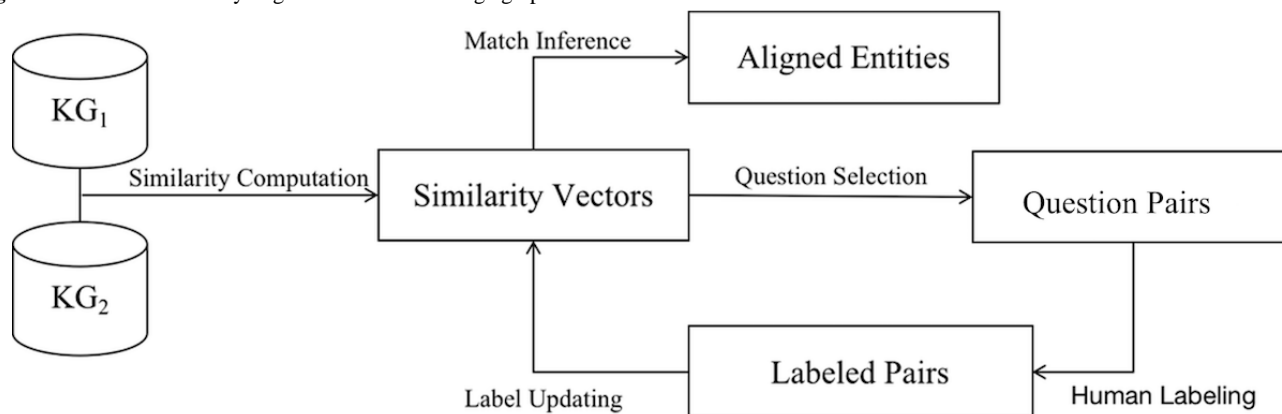 Match Inference
Aligned Entities
KG₁
Similarity Computation
Similarity Vectors
Question Selection
Question Pairs
KG₂
Label Updating
Labeled Pairs
Human Labeling